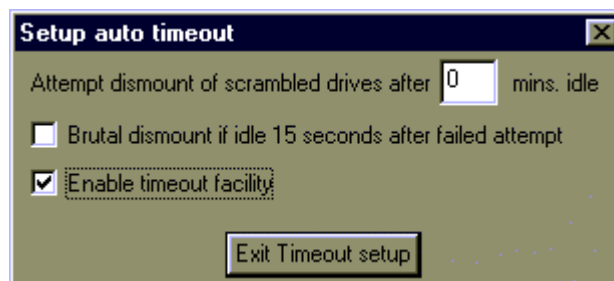 Setup auto timeout
Attempt dismount of scrambled drives after 0 mins. idle
Brutal dismount if idle 15 seconds after failed attempt
Enable timeout facility
Exit Timeout setup